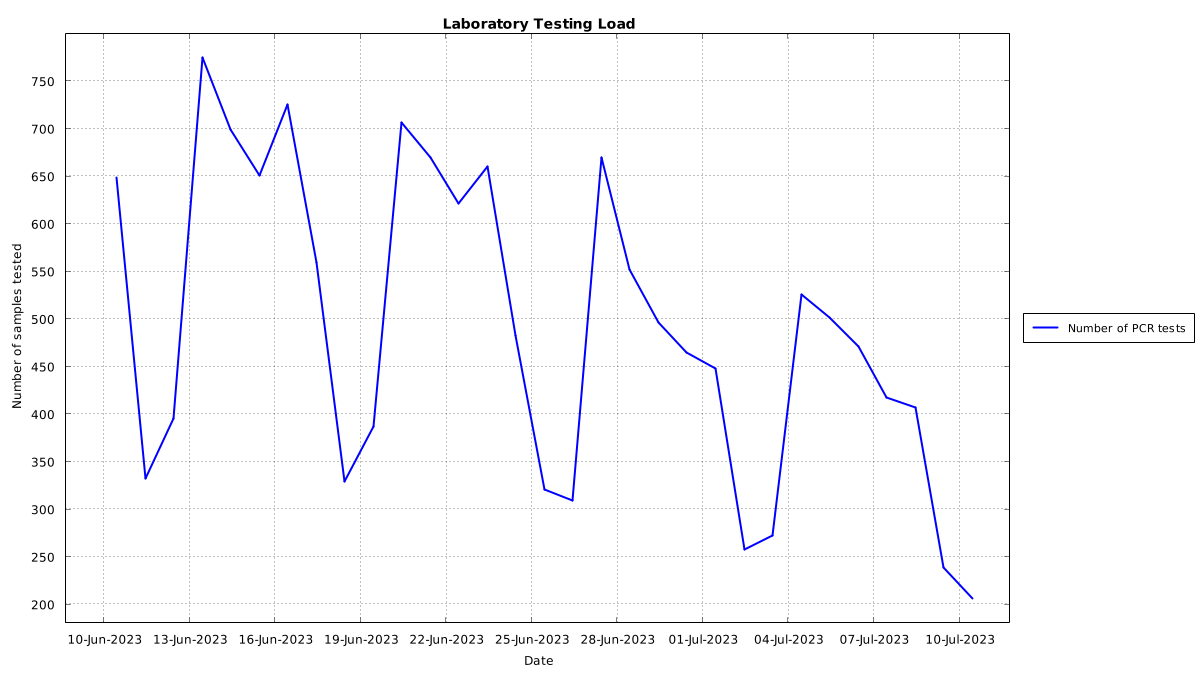 Laboratory Testing Load
Number of samples tested
750
700
650
600
550
500
450
400
350
300
250
200
10-Jun-2023 13-Jun-2023 16-Jun-2023 19-Jun-2023 22-Jun-2023 25-Jun-2023 28-Jun-2023 01-Jul-2023 04-Jul-2023 07-Jul-2023 10-Jul-2023
Date
Number of PCR tests